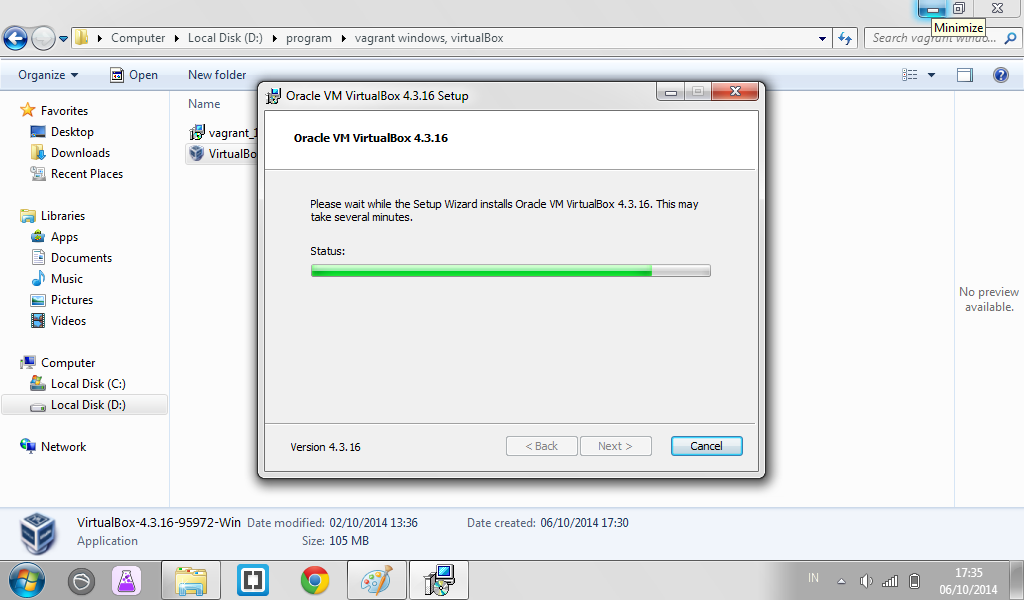 Minimize
Computer Local Disk (D:) program vagrant windows, virtualBox
Search vagrant windo...
Organize Open New folder
Favorites
Desktop
Downloads
Recent Places
Libraries
Apps
Documents
Music
Pictures
Videos
Computer
Local Disk (C:)
Local Disk (D:)
Network
Name
vagrant_1
VirtualBo
Oracle VM VirtualBox 4.3.16 Setup
Oracle VM VirtualBox 4.3.16
Please wait while the Setup Wizard installs Oracle VM VirtualBox 4.3.16. This may
take several minutes.
Status:
Version 4.3.16
< Back Next > Cancel
No preview
available.
VirtualBox-4.3.16-95972-Win Date modified: 02/10/2014 13:36 Date created: 06/10/2014 17:30
Application Size: 105 MB
IN
17:35
06/10/2014